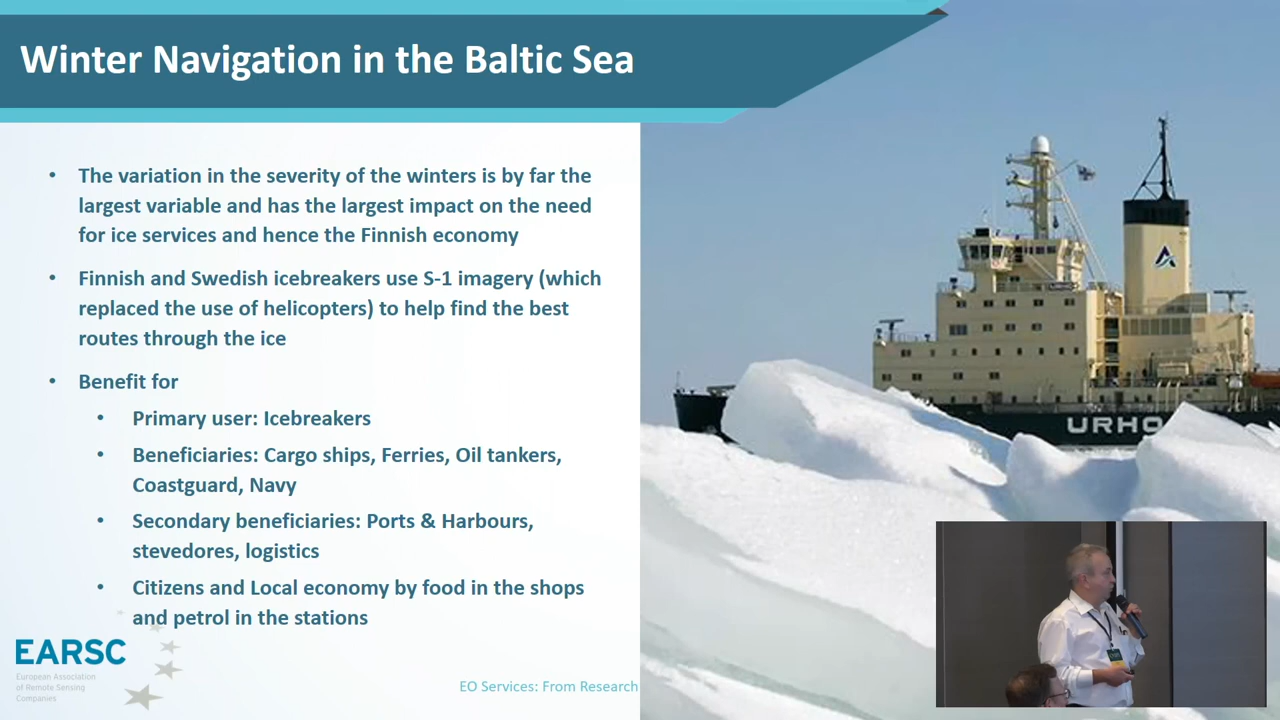 Winter Navigation in the Baltic Sea
• The variation in the severity of the winters is by far the
largest variable and has the largest impact on the need
for ice services and hence the Finnish economy
• Finnish and Swedish icebreakers use S-1 imagery (which
replaced the use of helicopters) to help find the best
routes through the ice
• Benefit for
• Primary user: Icebreakers
• Beneficiaries: Cargo ships, Ferries, Oil tankers,
Coastguard, Navy
• Secondary beneficiaries: Ports & Harbours,
stevedores, logistics
• Citizens and Local economy by food in the shops
and petrol in the stations
EARSC
European Association
of Remote Sensing
Companies
EO Services: From Research
URHO
URHO